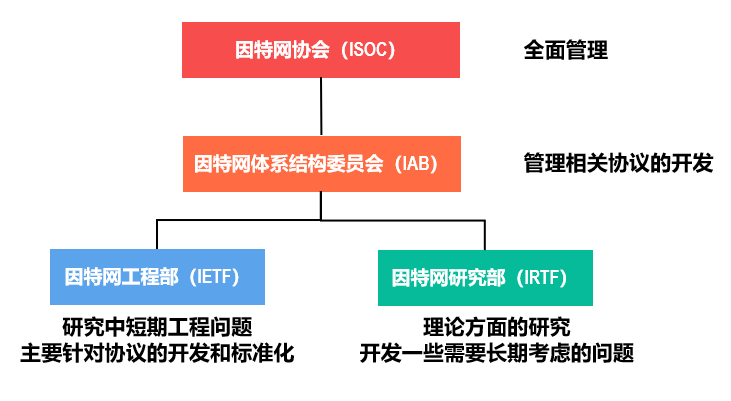 因特网协会（ISOC）
全面管理
因特网体系结构委员会（IAB）
管理相关协议的开发
因特网工程部（IETF）
因特网研究部（IRTF）
研究中短期工程问题
主要针对协议的开发和标准化
理论方面的研究
开发一些需要长期考虑的问题